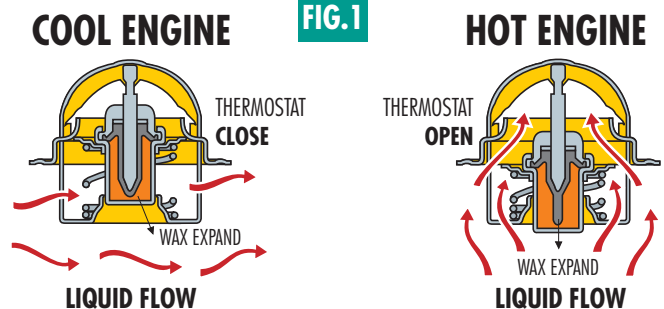 COOL ENGINE
FIG.1
HOT ENGINE
THERMOSTAT
CLOSE
THERMOSTAT
OPEN
WAX EXPAND
WAX EXPAND
LIQUID FLOW
LIQUID FLOW